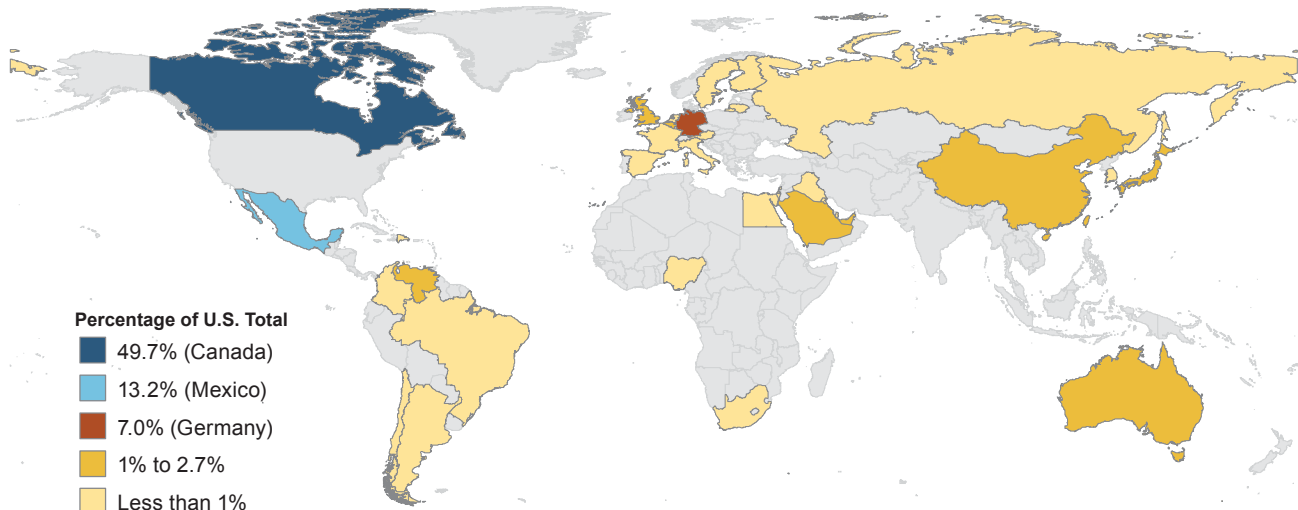 Percentage of U.S. Total
49.7% (Canada)
13.2% (Mexico)
7.0% (Germany)
1% to 2.7%
Less than 1%